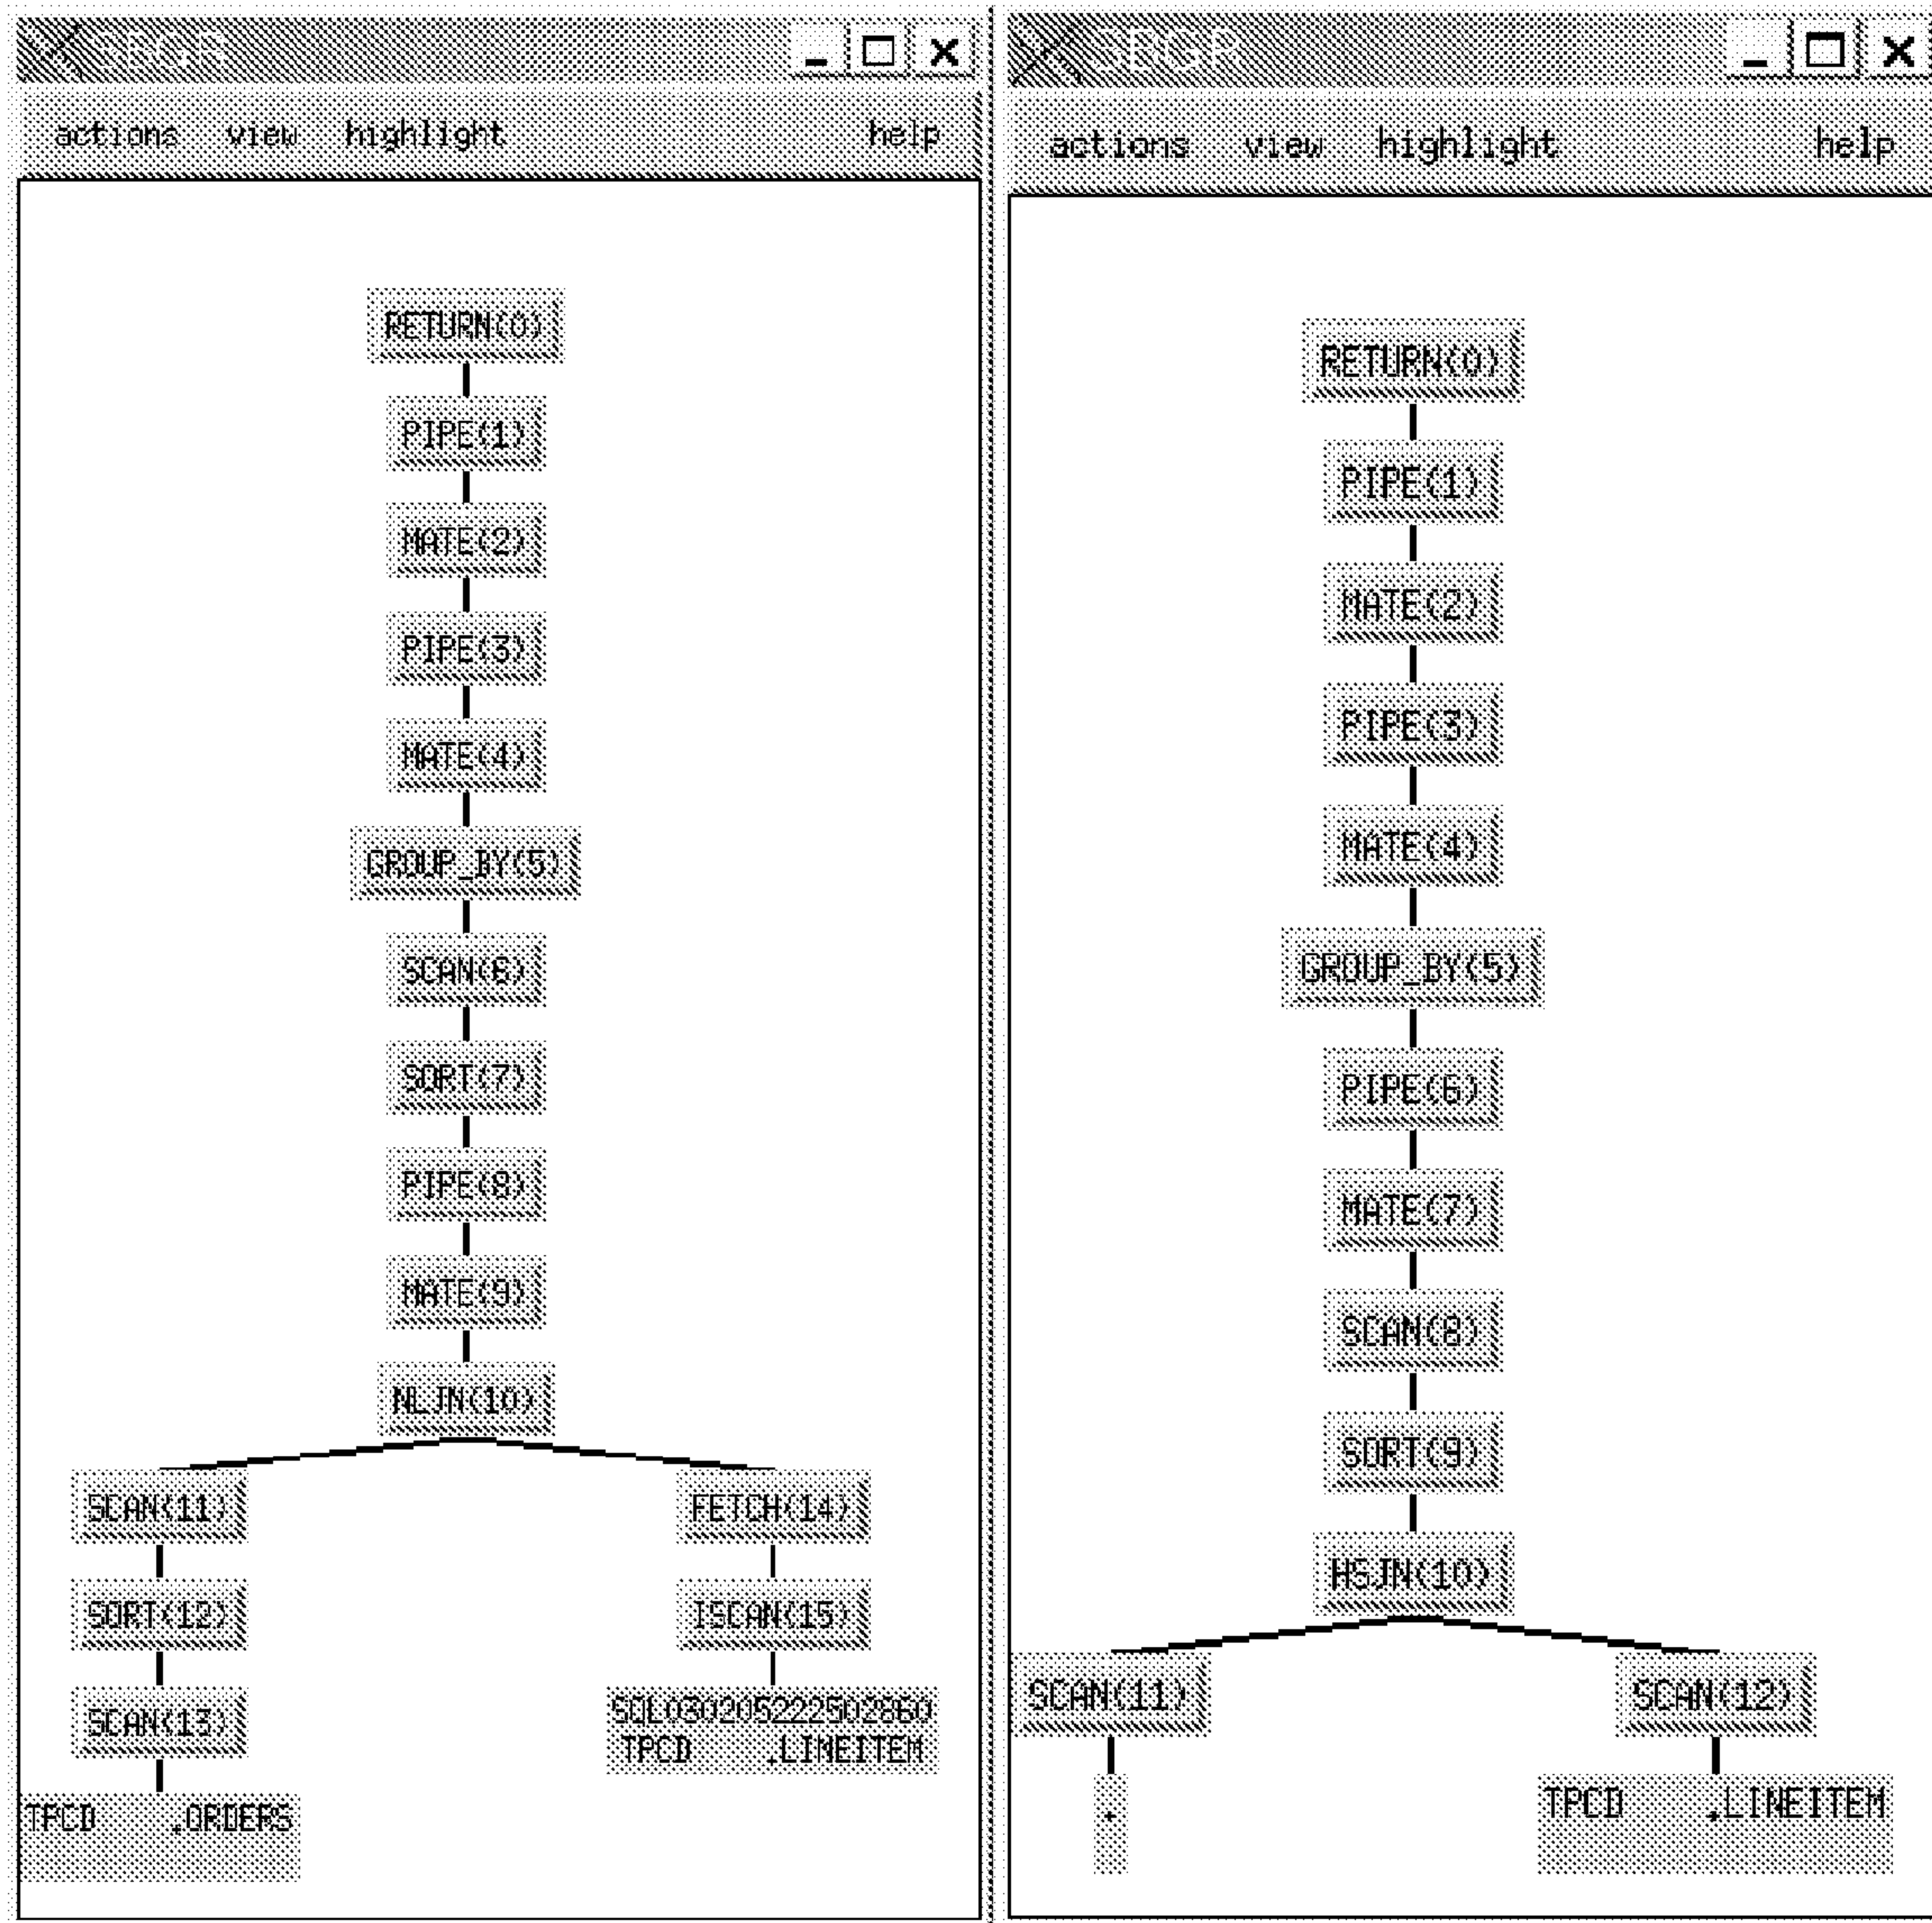 actions view highlight help
RETURN(0)
PIPE(1)
MATE(2)
PIPE(3)
MATE(4)
GROUP_BY(5)
SCAN(6)
SORT(7)
PIPE(8)
MATE(9)
NLJN(10)
SCAN(11)
FETCH(14)
SORT(12)
ISCAN(15)
SCAN(13)
SQL030205222502860
TPCD .LINEITEM
TPCD .ORDERS
actions view highlight help
RETURN(0)
PIPE(1)
MATE(2)
PIPE(3)
MATE(4)
GROUP_BY(5)
PIPE(6)
MATE(7)
SCAN(8)
SORT(9)
HSJN(10)
SCAN(11)
SCAN(12)
.
TPCD .LINEITEM